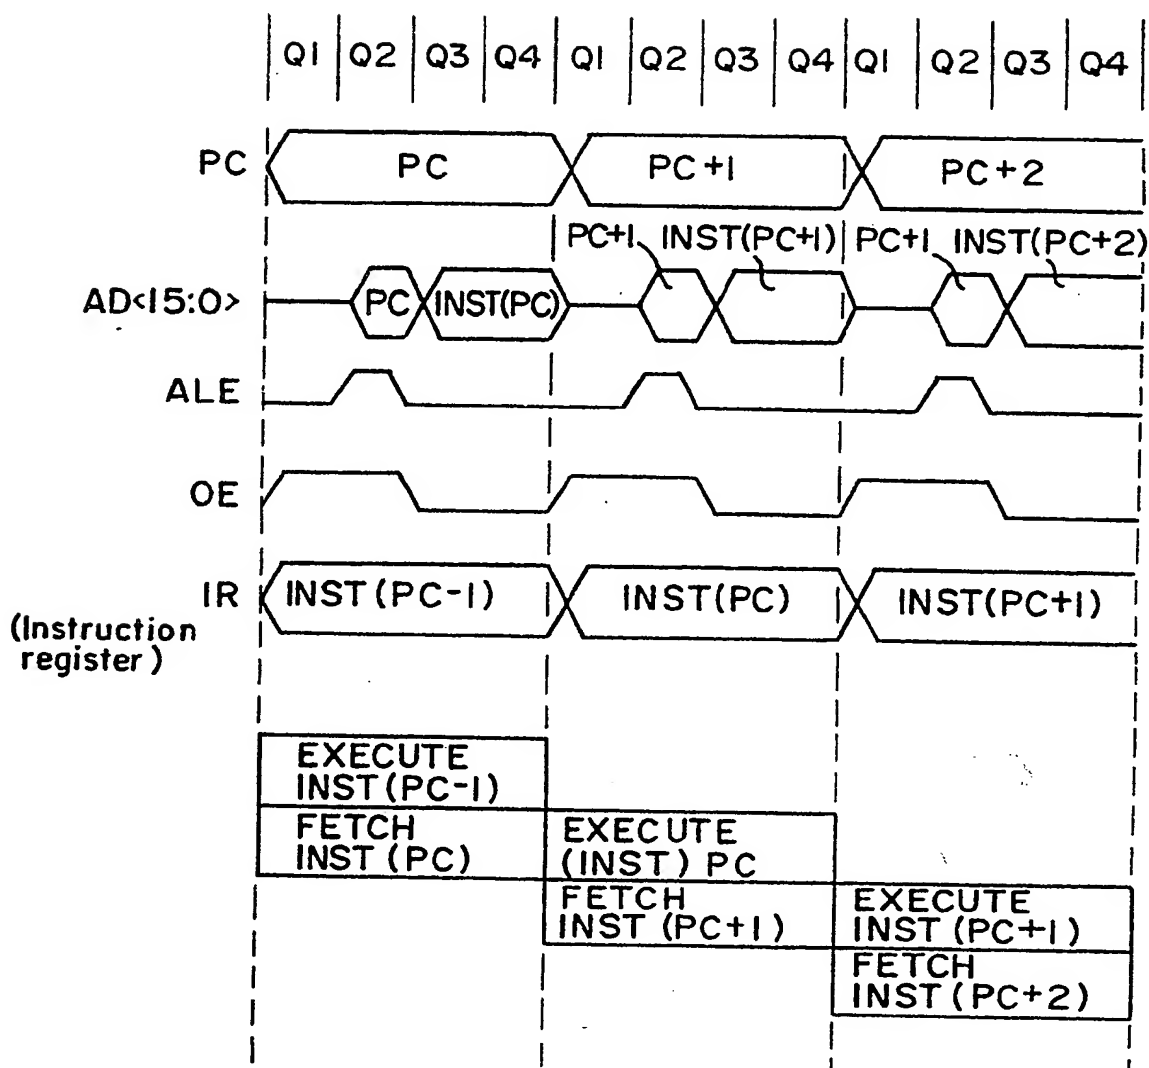 Q1 Q2 Q3 Q4 Q1 Q2 Q3 Q4 Q1 Q2 Q3 Q4
PC PC PC+1 PC+2
PC+1 INST(PC+1) PC+1 INST(PC+2)
AD<15:0> PC INST(PC)
ALE
OE
IR INST(PC-1) INST(PC) INST(PC+1)
(Instruction
register)
EXECUTE
INST(PC-1)
FETCH
INST(PC)
EXECUTE
(INST) PC
FETCH
INST (PC+1)
EXECUTE
INST (PC+1)
FETCH
INST (PC+2)